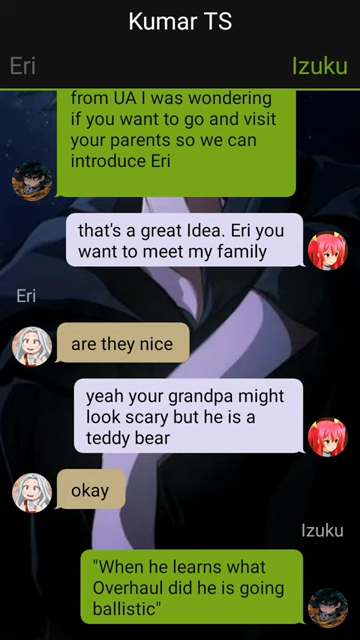 Kumar TS
Eri
Izuku
from UA I was wondering
if you want to go and visit
your parents so we can
introduce Eri
that's a great Idea. Eri you
want to meet my family
Eri
are they nice
yeah your grandpa might
look scary but he is a
teddy bear
okay
Izuku
"When he learns what
Overhaul did he is going
ballistic"